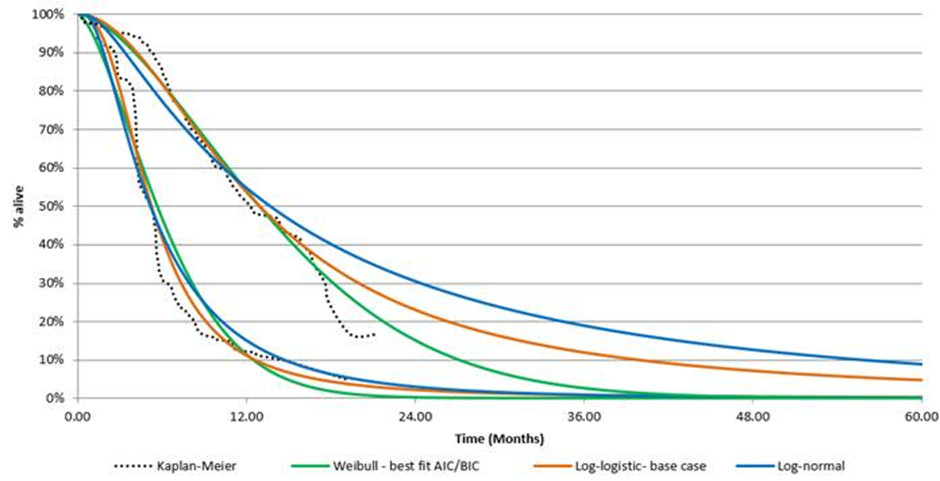 100%
90%
80%
70%
60%
50%
40%
30%
20%
10%
0%
% alive
0.00 12.00 24.00 36.00 48.00 60.00
Time (Months)
Kaplan-Meier Weibull - best fit AIC/BIC Log-logistic- base case Log-normal